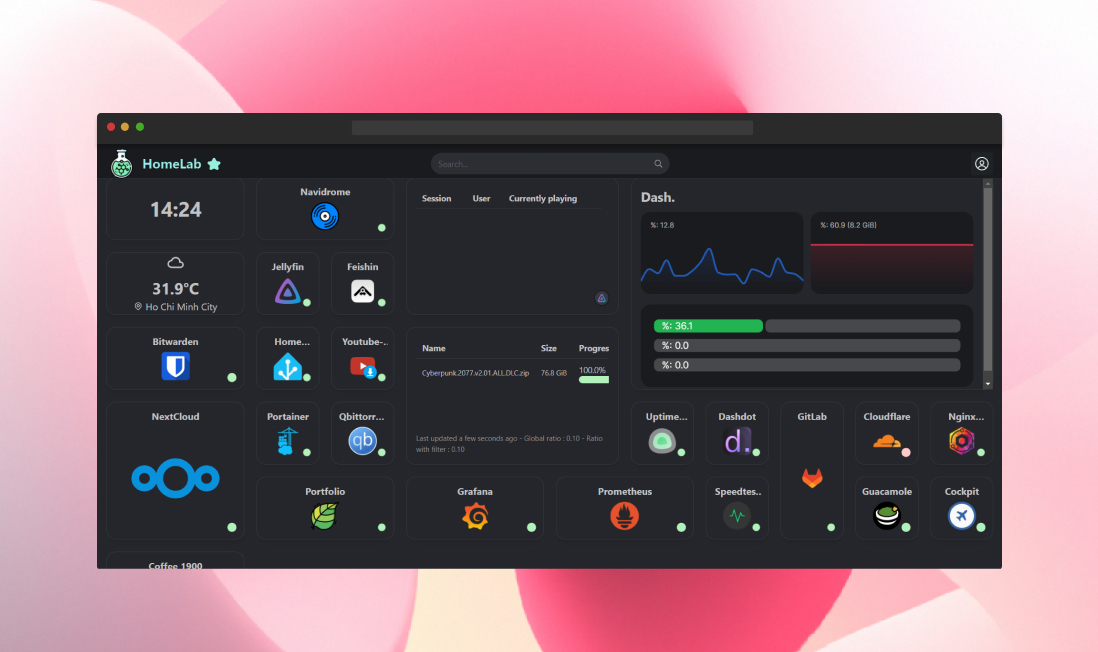 HomeLab
Search...
14:24
Navidrome
Session User Currently playing
Dash.
%: 12.8
%: 60.9 (8.2 GiB)
31.9°C
Ho Chi Minh City
Jellyfin
Feishin
%: 36.1
%: 0.0
%: 0.0
Bitwarden
Home...
Youtube-..
Name Size Progres
Cyberpunk.2077.v2.01.ALL.DLC.zip 76.8 GiB 100.0%
Last updated a few seconds ago - Global ratio : 0.10 - Ratio
with filter : 0.10
NextCloud
Portainer
Qbittorr...
qb
Uptime...
Dashdot
d.
GitLab
Cloudflare
Nginx...
Portfolio
Grafana
Prometheus
Speedtes..
Guacamole
Cockpit
Coffee 1900